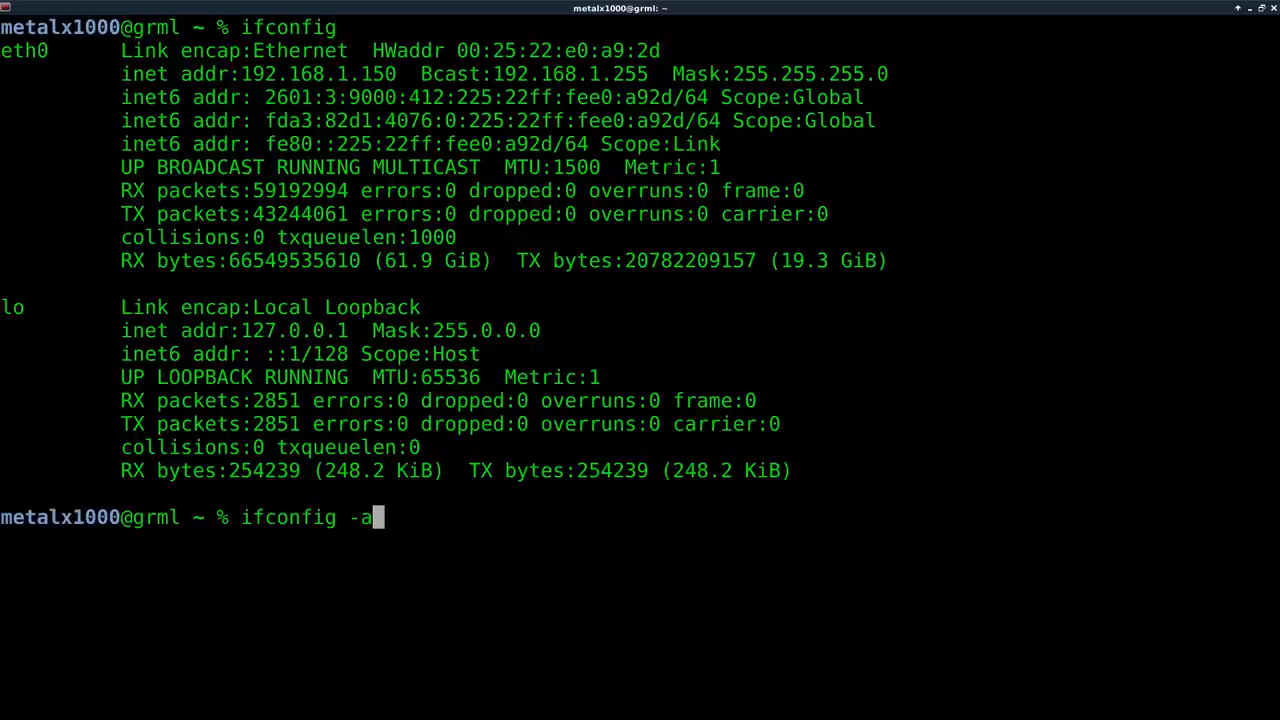 metalx1000@grml: ~
metalx1000@grml ~ % ifconfig
eth0      Link encap:Ethernet  HWaddr 00:25:22:e0:a9:2d
          inet addr:192.168.1.150  Bcast:192.168.1.255  Mask:255.255.255.0
          inet6 addr: 2601:3:9000:412:225:22ff:fee0:a92d/64 Scope:Global
          inet6 addr: fda3:82d1:4076:0:225:22ff:fee0:a92d/64 Scope:Global
          inet6 addr: fe80::225:22ff:fee0:a92d/64 Scope:Link
          UP BROADCAST RUNNING MULTICAST  MTU:1500  Metric:1
          RX packets:59192994 errors:0 dropped:0 overruns:0 frame:0
          TX packets:43244061 errors:0 dropped:0 overruns:0 carrier:0
          collisions:0 txqueuelen:1000
          RX bytes:66549535610 (61.9 GiB)  TX bytes:20782209157 (19.3 GiB)
lo        Link encap:Local Loopback
          inet addr:127.0.0.1  Mask:255.0.0.0
          inet6 addr: ::1/128 Scope:Host
          UP LOOPBACK RUNNING  MTU:65536  Metric:1
          RX packets:2851 errors:0 dropped:0 overruns:0 frame:0
          TX packets:2851 errors:0 dropped:0 overruns:0 carrier:0
          collisions:0 txqueuelen:0
          RX bytes:254239 (248.2 KiB)  TX bytes:254239 (248.2 KiB)
metalx1000@grml ~ % ifconfig -a